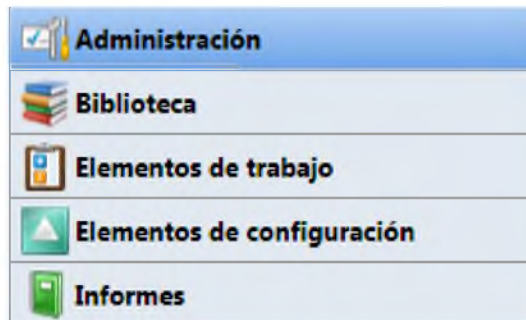 Administración
Biblioteca
Elementos de trabajo
Elementos de configuración
Informes